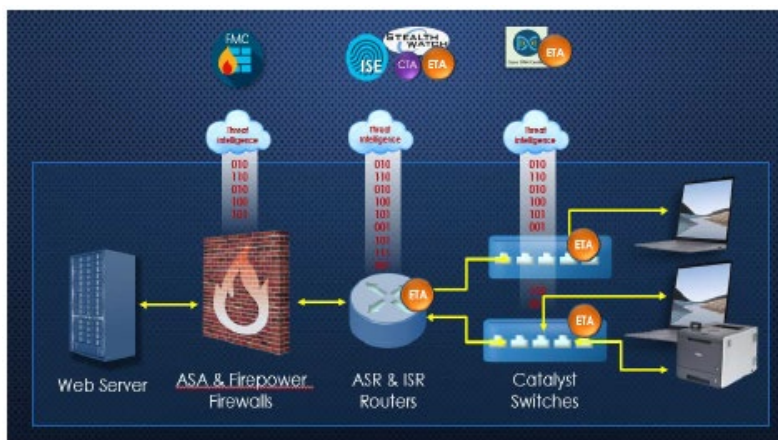 FMC
ISE
STEALTHWATCH
CTA
ETA
ETA
Threat
Intelligence
Threat
Intelligence
Threat
Intelligence
010
110
010
100
101
010
110
010
100
101
001
101
111
010
110
010
100
101
001
ETA
ETA
ETA
Web Server
ASA & Firepower
Firewalls
ASR & ISR
Routers
Catalyst
Switches